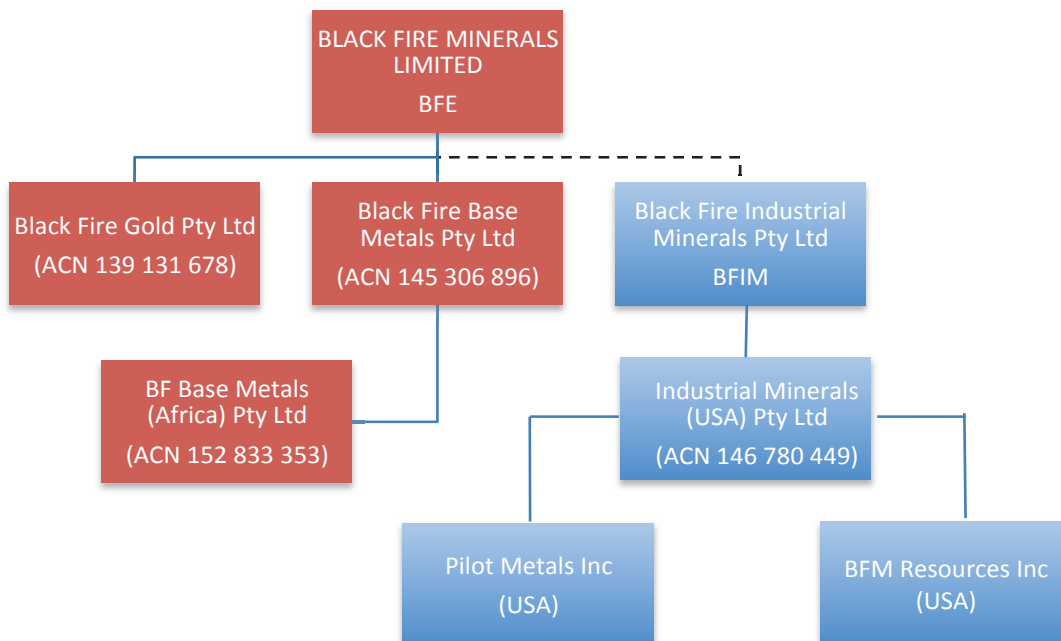 BLACK FIRE MINERALS
LIMITED
BFE
Black Fire Gold Pty Ltd
(ACN 139 131 678)
Black Fire Base
Metals Pty Ltd
(ACN 145 306 896)
Black Fire Industrial
Minerals Pty Ltd
BFIM
BF Base Metals
(Africa) Pty Ltd
(ACN 152 833 353)
Industrial Minerals
(USA) Pty Ltd
(ACN 146 780 449)
Pilot Metals Inc
(USA)
BFM Resources Inc
(USA)